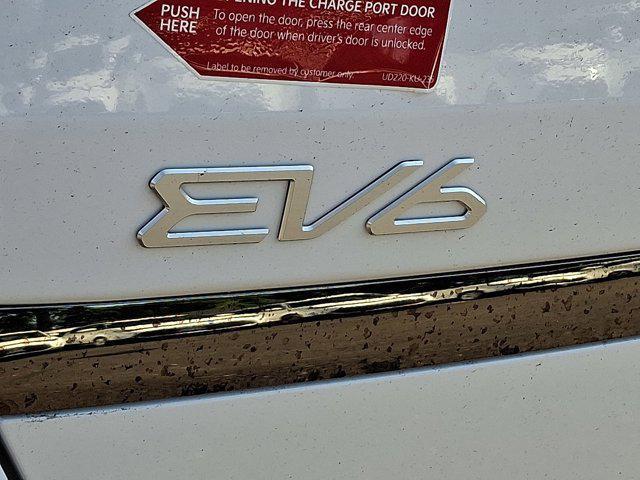 THE CHARGE PORT DOOR
PUSH
HERE
To open the door, press the rear center edge
of the door when driver's door is unlocked.
Label to be removed by customer only.
EV6